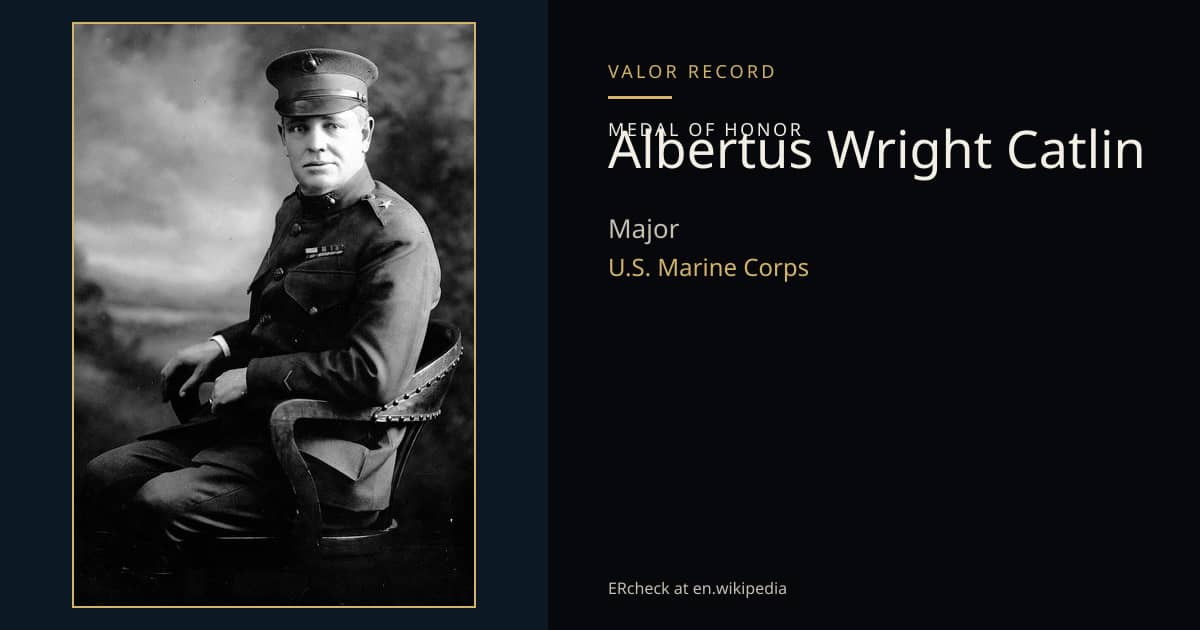 VALOR RECORD
MEDAL OF HONOR
Albertus Wright Catlin
Major
U.S. Marine Corps
ERcheck at en.wikipedia